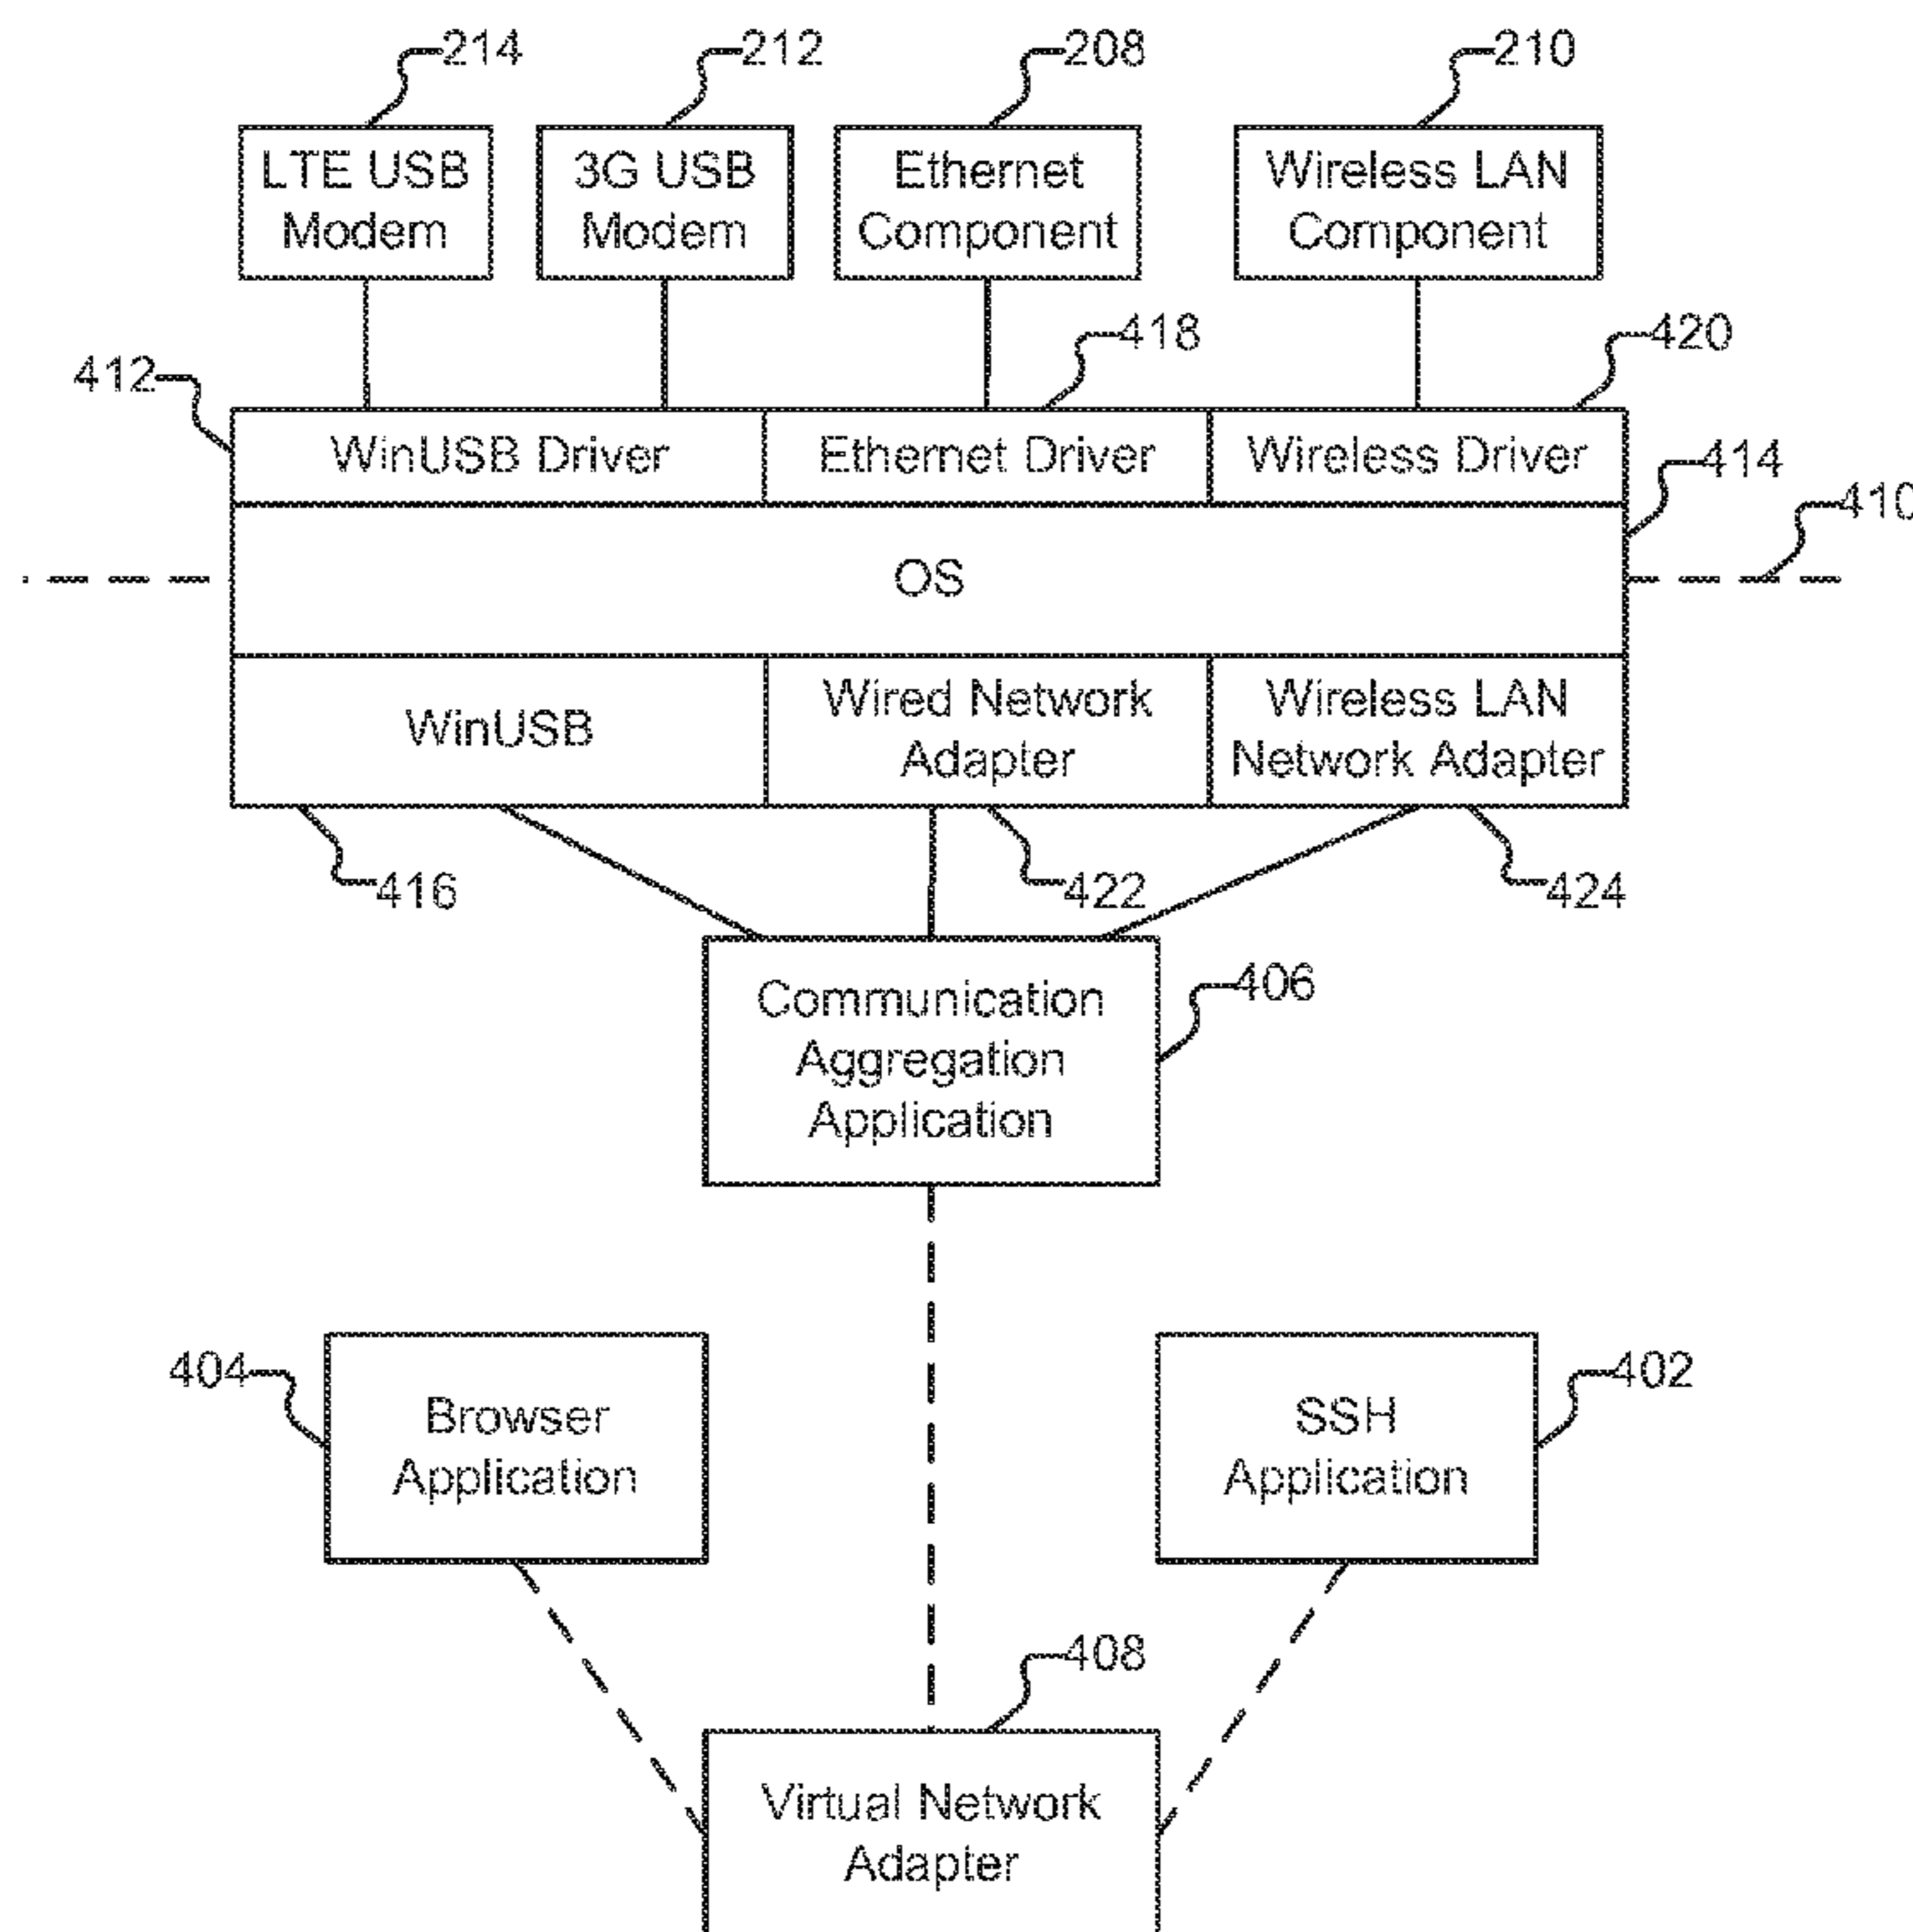 214
212
208
210
LTE USB
Modem
3G USB
Modem
Ethernet
Component
Wireless LAN
Component
412
418
420
WinUSB Driver
Ethernet Driver
Wireless Driver
414
410
OS
WinUSB
Wired Network
Adapter
Wireless LAN
Network Adapter
416
422
424
Communication
Aggregation
Application
406
404
Browser
Application
SSH
Application
402
408
Virtual Network
Adapter